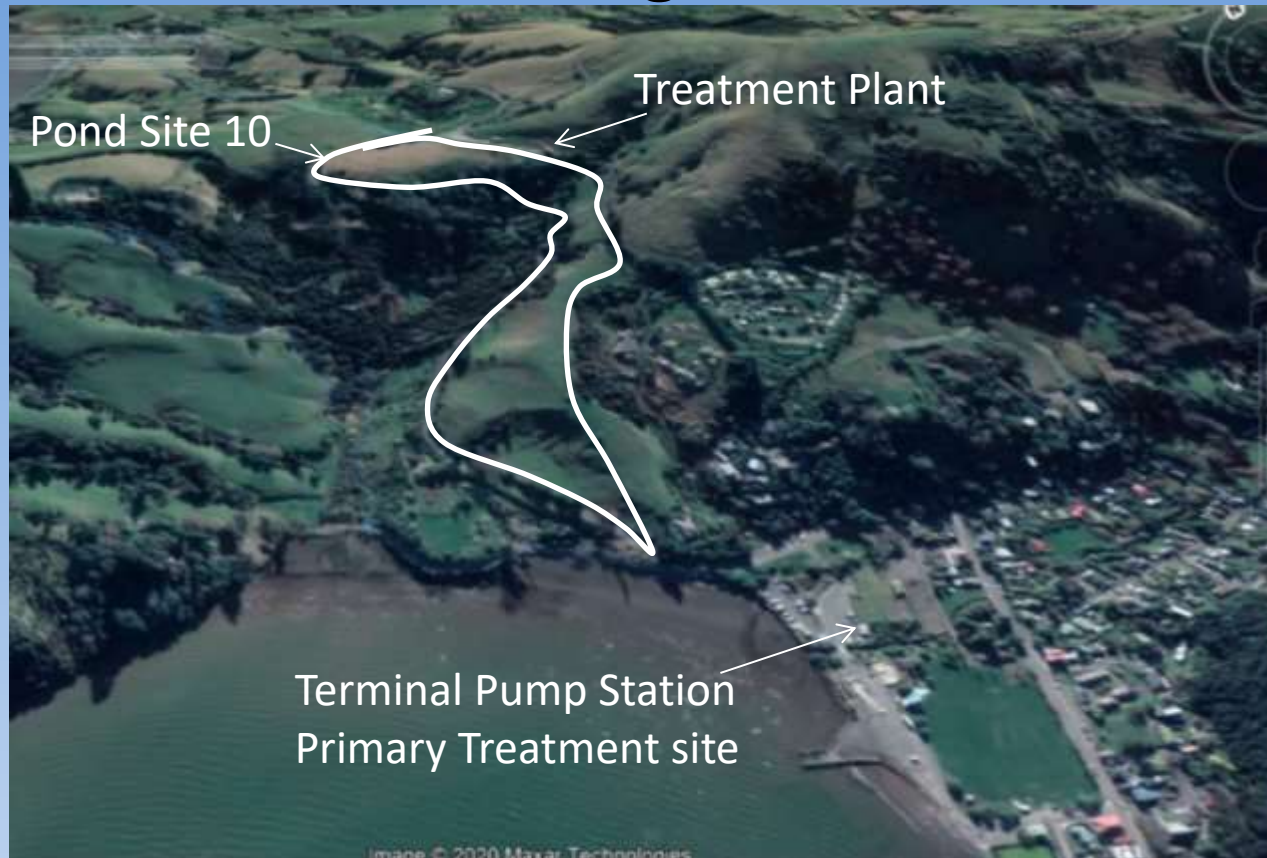 Treatment Plant
Pond Site 10
Terminal Pump Station
Primary Treatment site
Image © 2020 Maxar Technologies